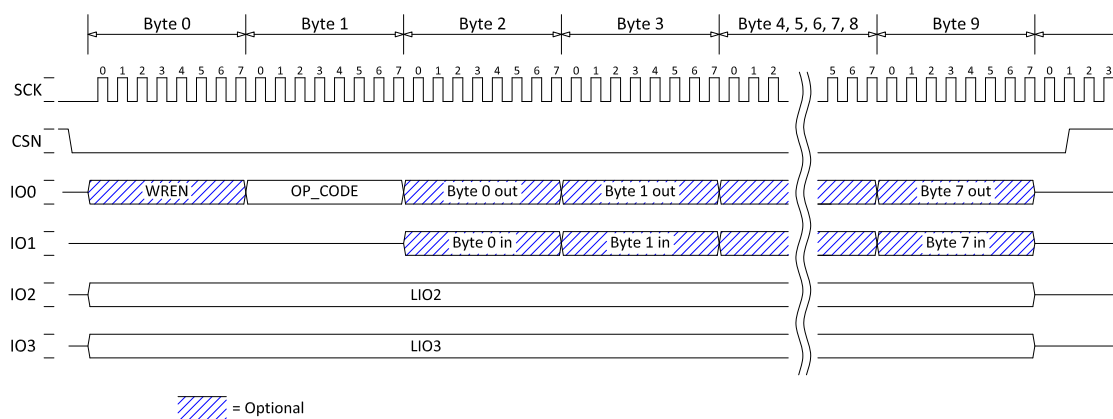 Byte 0 Byte 1 Byte 2 Byte 3 Byte 4, 5, 6, 7, 8 Byte 9
0 1 2 3 4 5 6 7 0 1 2 3 4 5 6 7 0 1 2 3 4 5 6 7 0 1 2 3 4 5 6 7 0 1 2 5 6 7 0 1 2 3 4 5 6 7 0 1 2 3
SCK
CSN
IO0 WREN OP_CODE Byte 0 out Byte 1 out Byte 7 out
IO1 Byte 0 in Byte 1 in Byte 7 in
IO2 LIO2
IO3 LIO3
= Optional